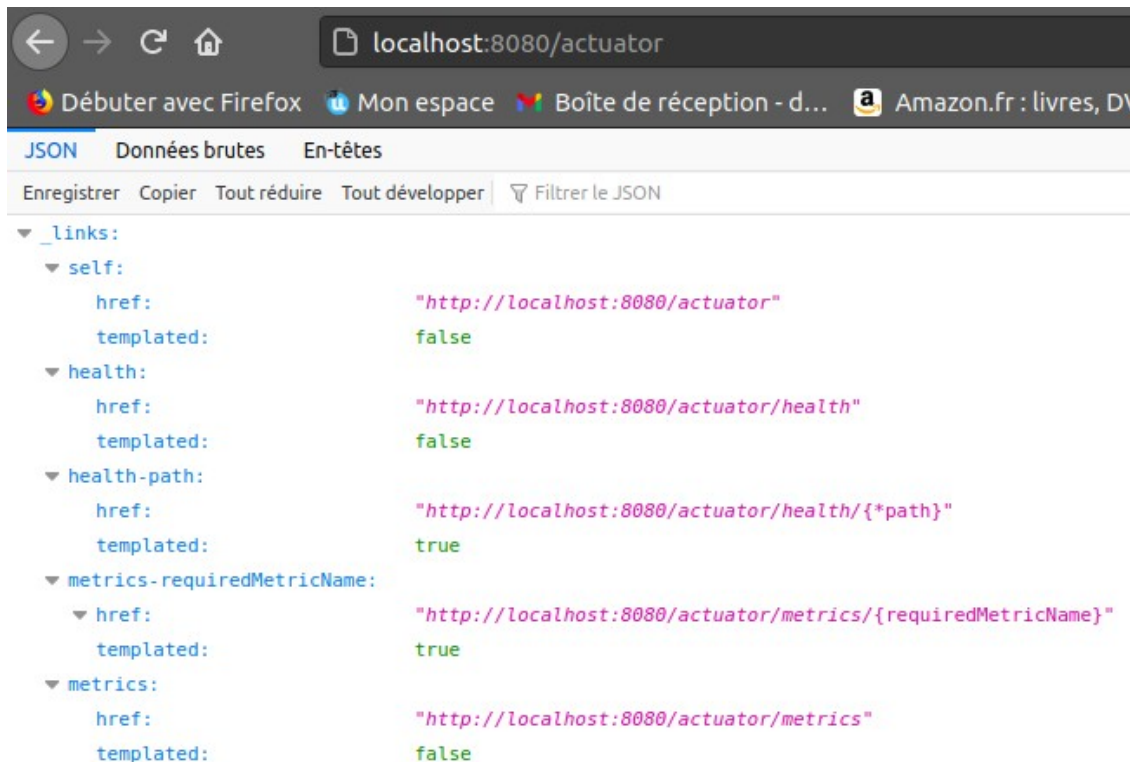 localhost:8080/actuator
Débuter avec Firefox Mon espace Boîte de réception - d... Amazon.fr : livres, DV
JSON Données brutes En-têtes
Enregistrer Copier Tout réduire Tout développer Filtrer le JSON
_links:
self:
href: "http://localhost:8080/actuator"
templated: false
health:
href: "http://localhost:8080/actuator/health"
templated: false
health-path:
href: "http://localhost:8080/actuator/health/{*path}"
templated: true
metrics-requiredMetricName:
href: "http://localhost:8080/actuator/metrics/{requiredMetricName}"
templated: true
metrics:
href: "http://localhost:8080/actuator/metrics"
templated: false